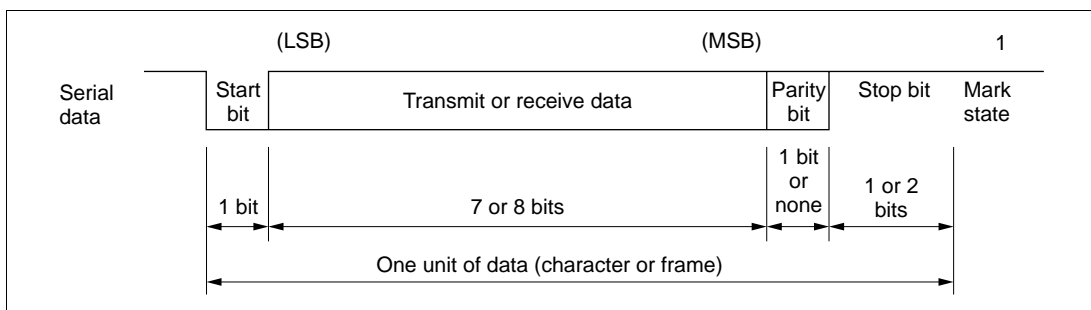 (LSB) (MSB) 1
Serial data
Start bit
Transmit or receive data
Parity bit
Stop bit
Mark state
1 bit
7 or 8 bits
1 bit or none
1 or 2 bits
One unit of data (character or frame)